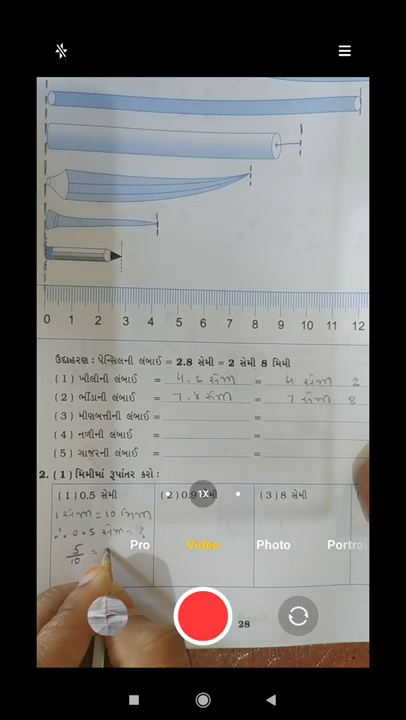 0 1 2 3 4 5 6 7 8 9 10 11 12
ઉદાહરણ : પેન્સિલની લંબાઈ = 2.8 સેમી = 2 સેમી 8 મિમી
(1) ખીલીની લંબાઈ = 4.2 સેમી = 4 સેમી 2
(2) ભીંડાની લંબાઈ = 7.8 સેમી = 7 સેમી 8
(3) મીણબત્તીની લંબાઈ = =
(4) નળીની લંબાઈ = =
(5) ગાજરની લંબાઈ = =
2. (1) મિમીમાં રૂપાંતર કરો :
(1) 0.5 સેમી (2) 0.9 (3) 8 સેમી
1X
1 સેમી = 10 મિમી
∴ 0.5 સેમી = ?
Pro Video Photo Portrai
5/10 =
28